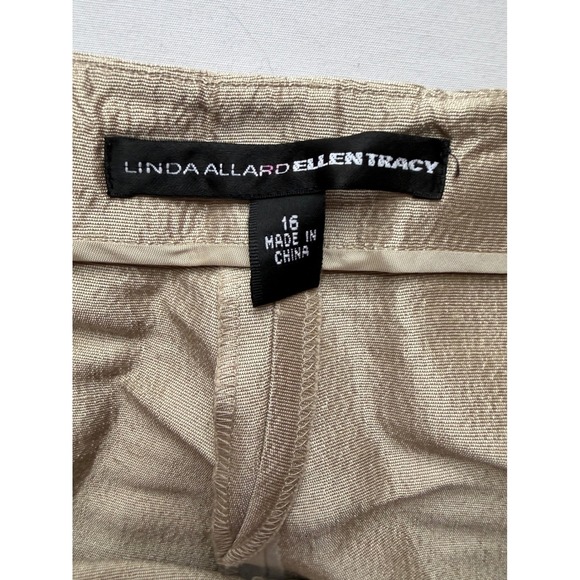 LINDA ALLARD ELLEN TRACY
16
MADE IN
CHINA